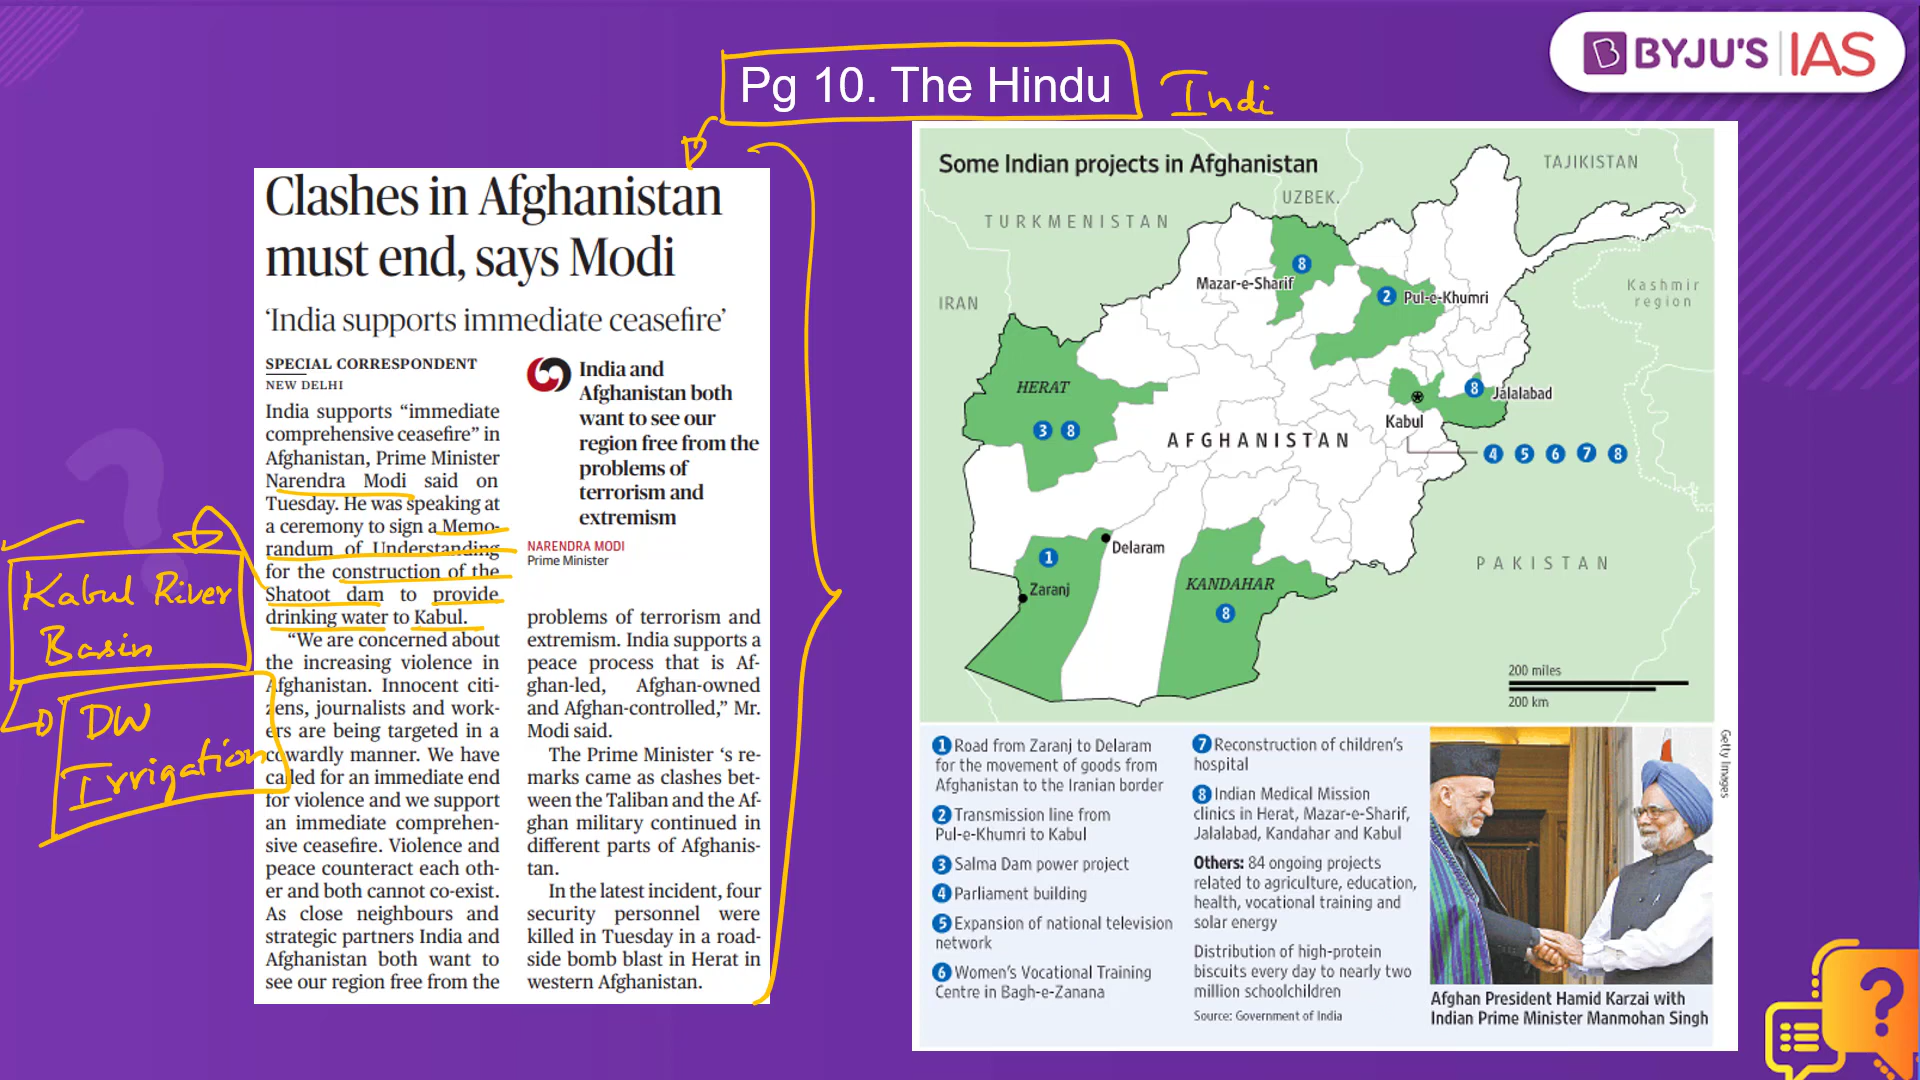 Pg 10. The Hindu
Indi
BYJU'S IAS
Clashes in Afghanistan
must end, says Modi
‘India supports immediate ceasefire’
SPECIAL CORRESPONDENT
NEW DELHI
India supports “immediate
comprehensive ceasefire” in
Afghanistan, Prime Minister
Narendra Modi said on
Tuesday. He was speaking at
a ceremony to sign a Memo-
randum of Understanding
for the construction of the
Shatoot dam to provide
drinking water to Kabul.
“We are concerned about
the increasing violence in
Afghanistan. Innocent citi-
zens, journalists and work-
ers are being targeted in a
cowardly manner. We have
called for an immediate end
for violence and we support
an immediate comprehen-
sive ceasefire. Violence and
peace counteract each oth-
er and both cannot co-exist.
As close neighbours and
strategic partners India and
Afghanistan both want to
see our region free from the
India and
Afghanistan both
want to see our
region free from the
problems of
terrorism and
extremism
NARENDRA MODI
Prime Minister
problems of terrorism and
extremism. India supports a
peace process that is Af-
ghan-led, Afghan-owned
and Afghan-controlled,” Mr.
Modi said.
The Prime Minister ‘s re-
marks came as clashes bet-
ween the Taliban and the Af-
ghan military continued in
different parts of Afghanis-
tan.
In the latest incident, four
security personnel were
killed in Tuesday in a road-
side bomb blast in Herat in
western Afghanistan.
Kabul River
Basin
DW
Irrigation
Some Indian projects in Afghanistan
TAJIKISTAN
UZBEK.
TURKMENISTAN
8
Mazar-e-Sharif
2 Pul-e-Khumri
Kashmir
region
IRAN
HERAT
3 8
8 Jalalabad
Kabul
AFGHANISTAN
4 5 6 7 8
Delaram
1
Zaranj
KANDAHAR
8
PAKISTAN
200 miles
200 km
1 Road from Zaranj to Delaram
for the movement of goods from
Afghanistan to the Iranian border
2 Transmission line from
Pul-e-Khumri to Kabul
3 Salma Dam power project
4 Parliament building
5 Expansion of national television
network
6 Women's Vocational Training
Centre in Bagh-e-Zanana
7 Reconstruction of children's
hospital
8 Indian Medical Mission
clinics in Herat, Mazar-e-Sharif,
Jalalabad, Kandahar and Kabul
Others: 84 ongoing projects
related to agriculture, education,
health, vocational training and
solar energy
Distribution of high-protein
biscuits every day to nearly two
million schoolchildren
Source: Government of India
Getty Images
Afghan President Hamid Karzai with
Indian Prime Minister Manmohan Singh